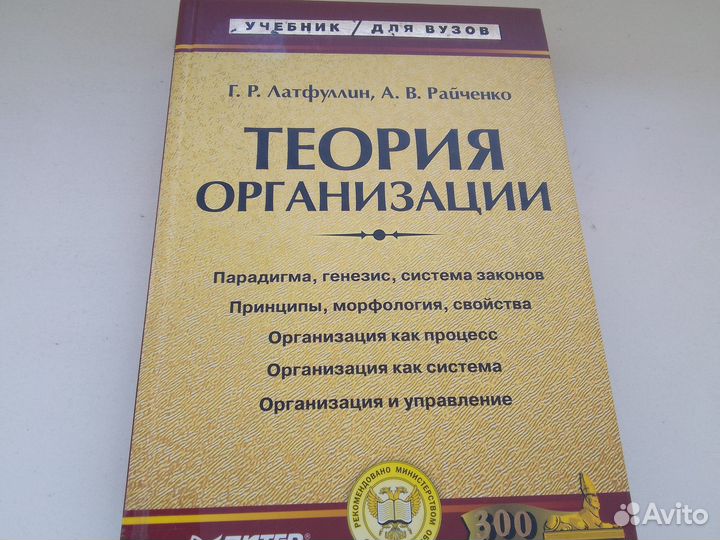 УЧЕБНИК / ДЛЯ ВУЗОВ
Г. Р. Латфуллин, А. В. Райченко
ТЕОРИЯ
ОРГАНИЗАЦИИ
Парадигма, генезис, система законов
Принципы, морфология, свойства
Организация как процесс
Организация как система
Организация и управление
РЕКОМЕНДОВАНО МИНИСТЕРСТВОМ
300
ПИТЕР
Avito